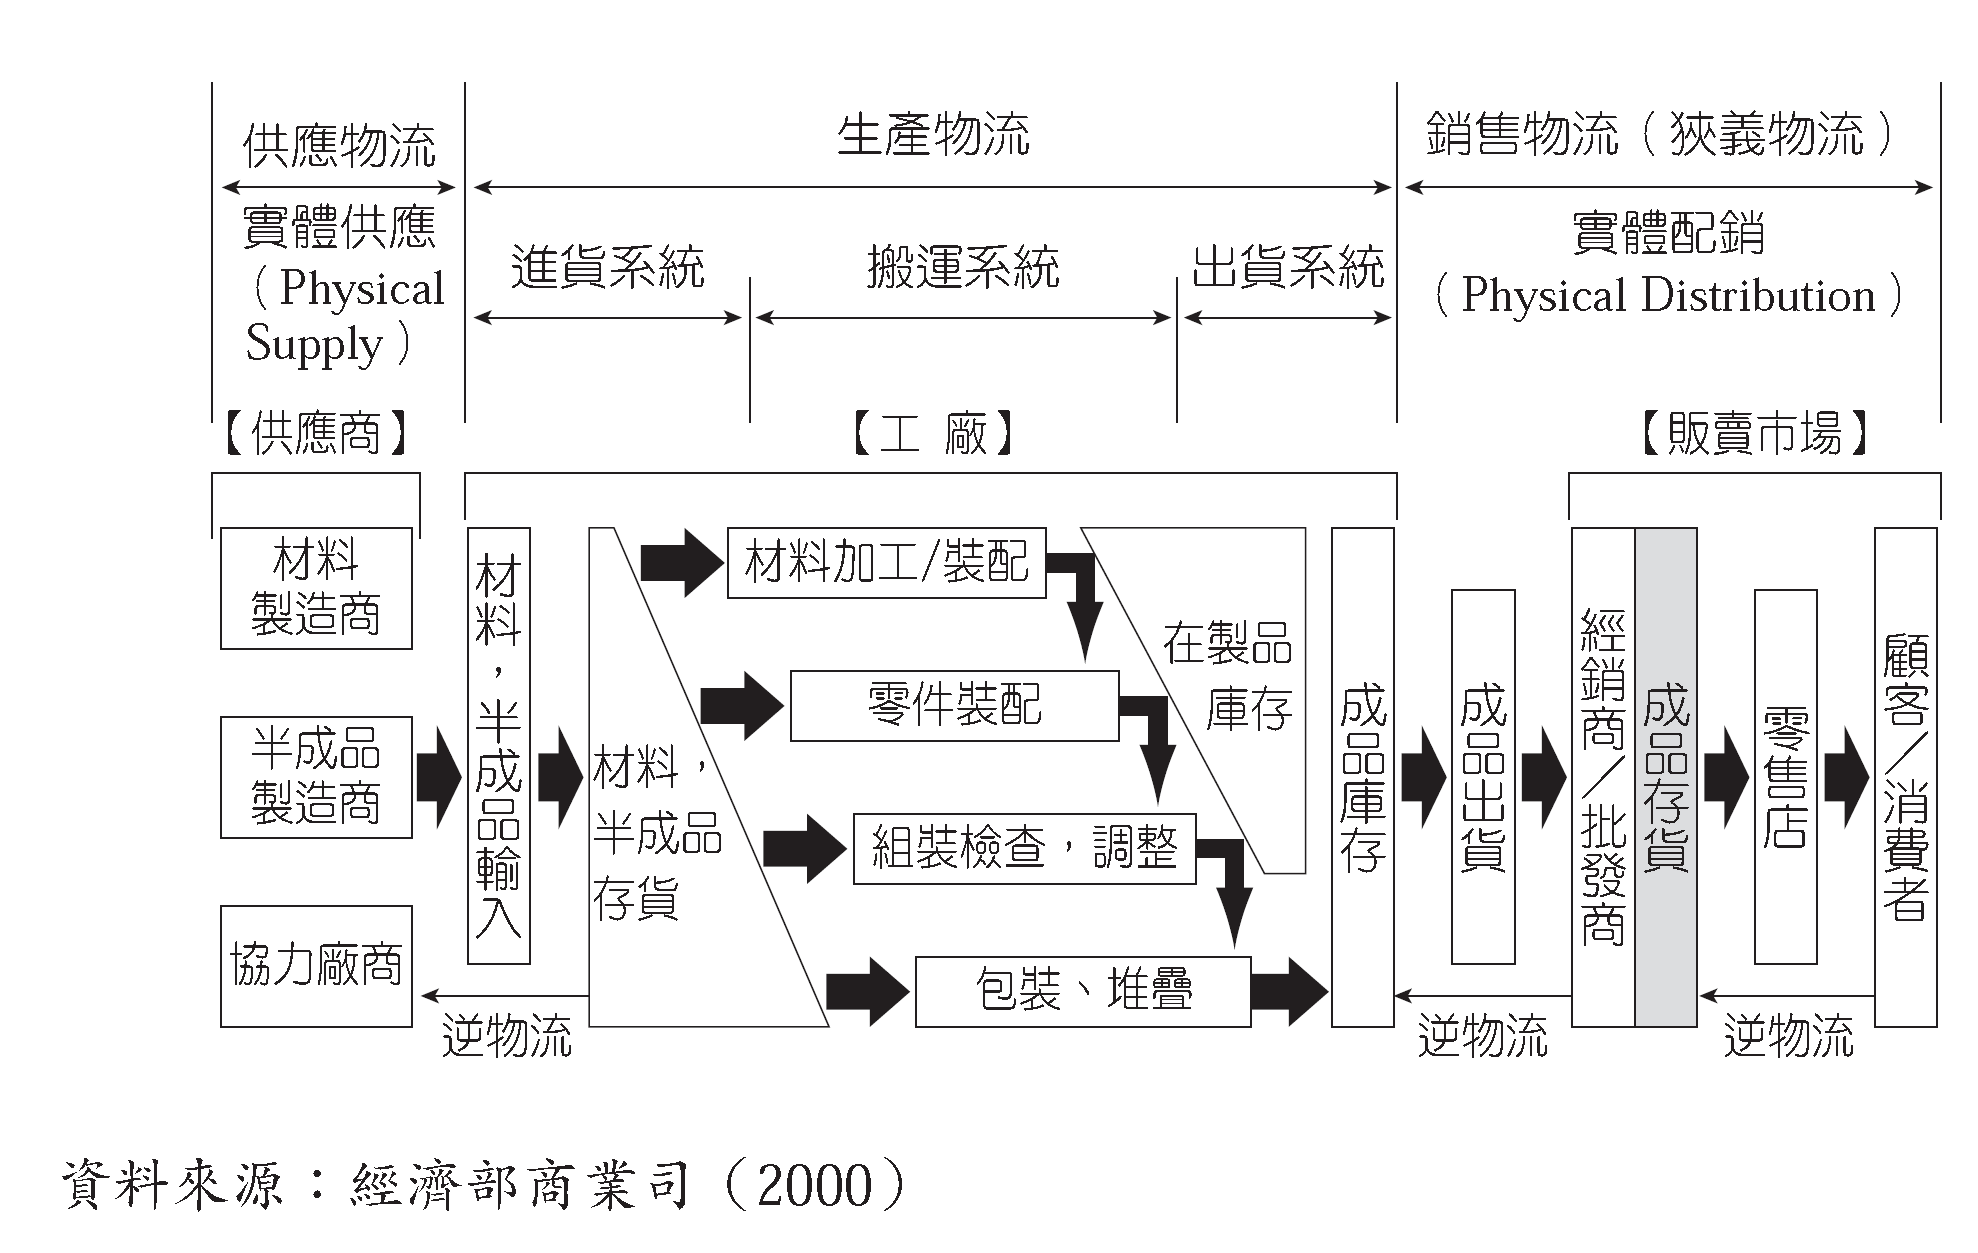 供應物流
生產物流
銷售物流（狹義物流）
實體供應
（Physical
Supply）
進貨系統
搬運系統
出貨系統
實體配銷
（Physical Distribution）
【供應商】
【工 廠】
【販賣市場】
材料
製造商
半成品
製造商
協力廠商
材料，半成品輸入
材料，
半成品
存貨
材料加工/裝配
零件裝配
組裝檢查，調整
包裝、堆疊
在製品
庫存
成品庫存
成品出貨
經銷商／批發商
成品存貨
零售店
顧客／消費者
逆物流
逆物流
逆物流
資料來源：經濟部商業司（2000）